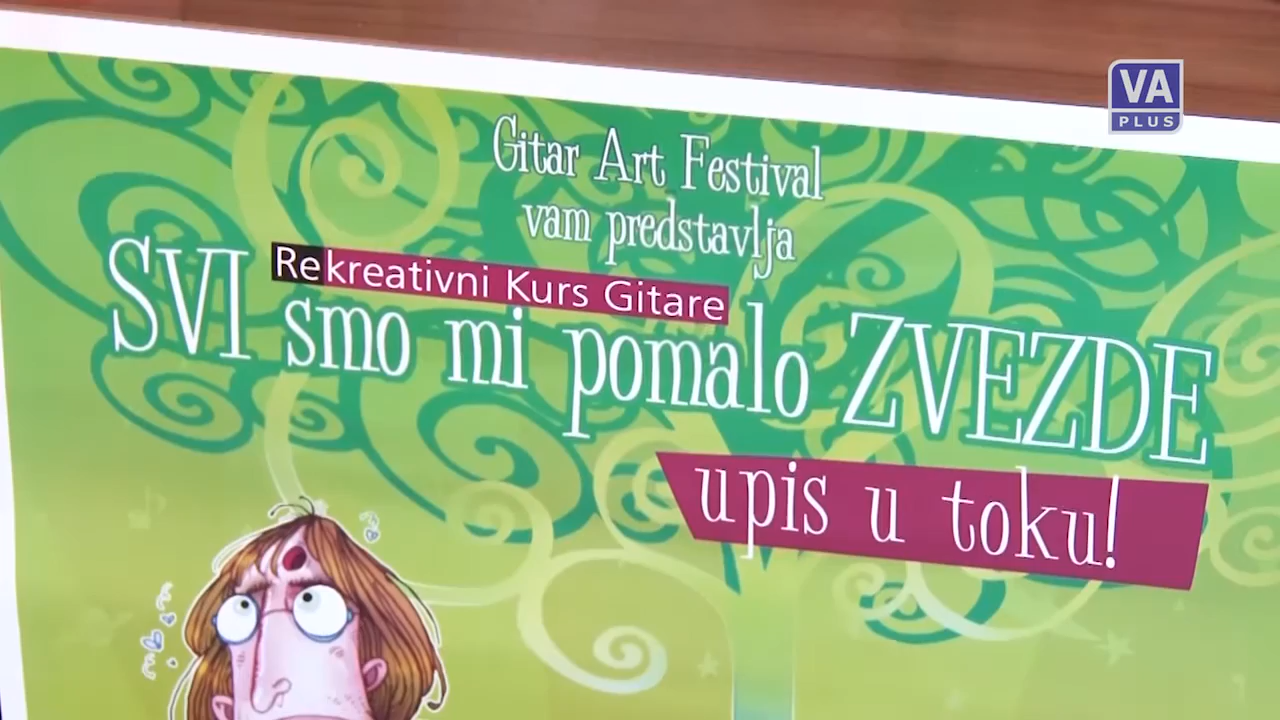 VA
PLUS
Gitar Art Festival
vam predstavlja
Rekreativni Kurs Gitare
SVI smo mi pomalo ZVEZDE
upis u toku!